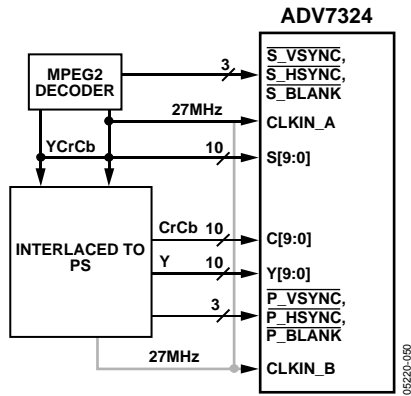 ADV7324
MPEG2
DECODER
3
S_VSYNC,
S_HSYNC,
S_BLANK
27MHz
CLKIN_A
YCrCb
10
S[9:0]
INTERLACED TO
PS
CrCb 10
C[9:0]
Y 10
Y[9:0]
3
P_VSYNC,
P_HSYNC,
P_BLANK
27MHz
CLKIN_B
05220-050